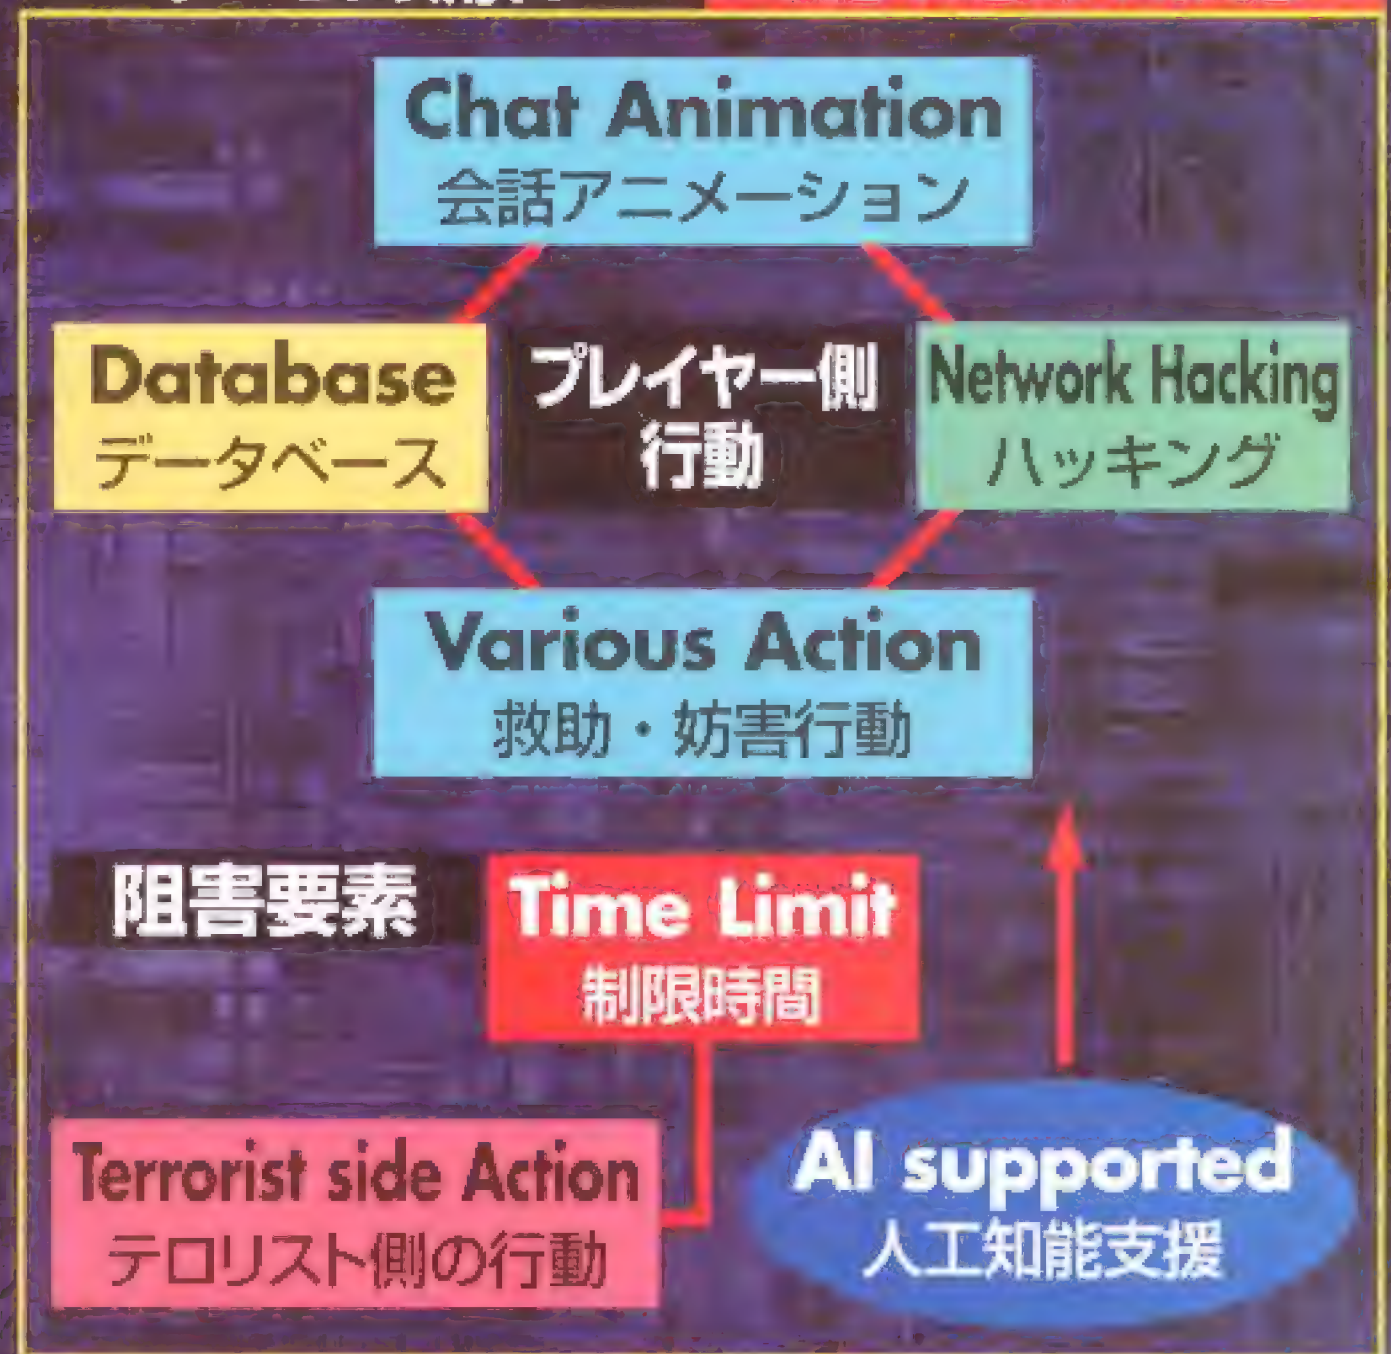 Chat Animation
会話アニメーション
Database
データベース
プレイヤー側
行動
Network Hacking
ハッキング
Various Action
救助・妨害行動
阻害要素
Time Limit
制限時間
Terrorist side Action
テロリスト側の行動
AI supported
人工知能支援